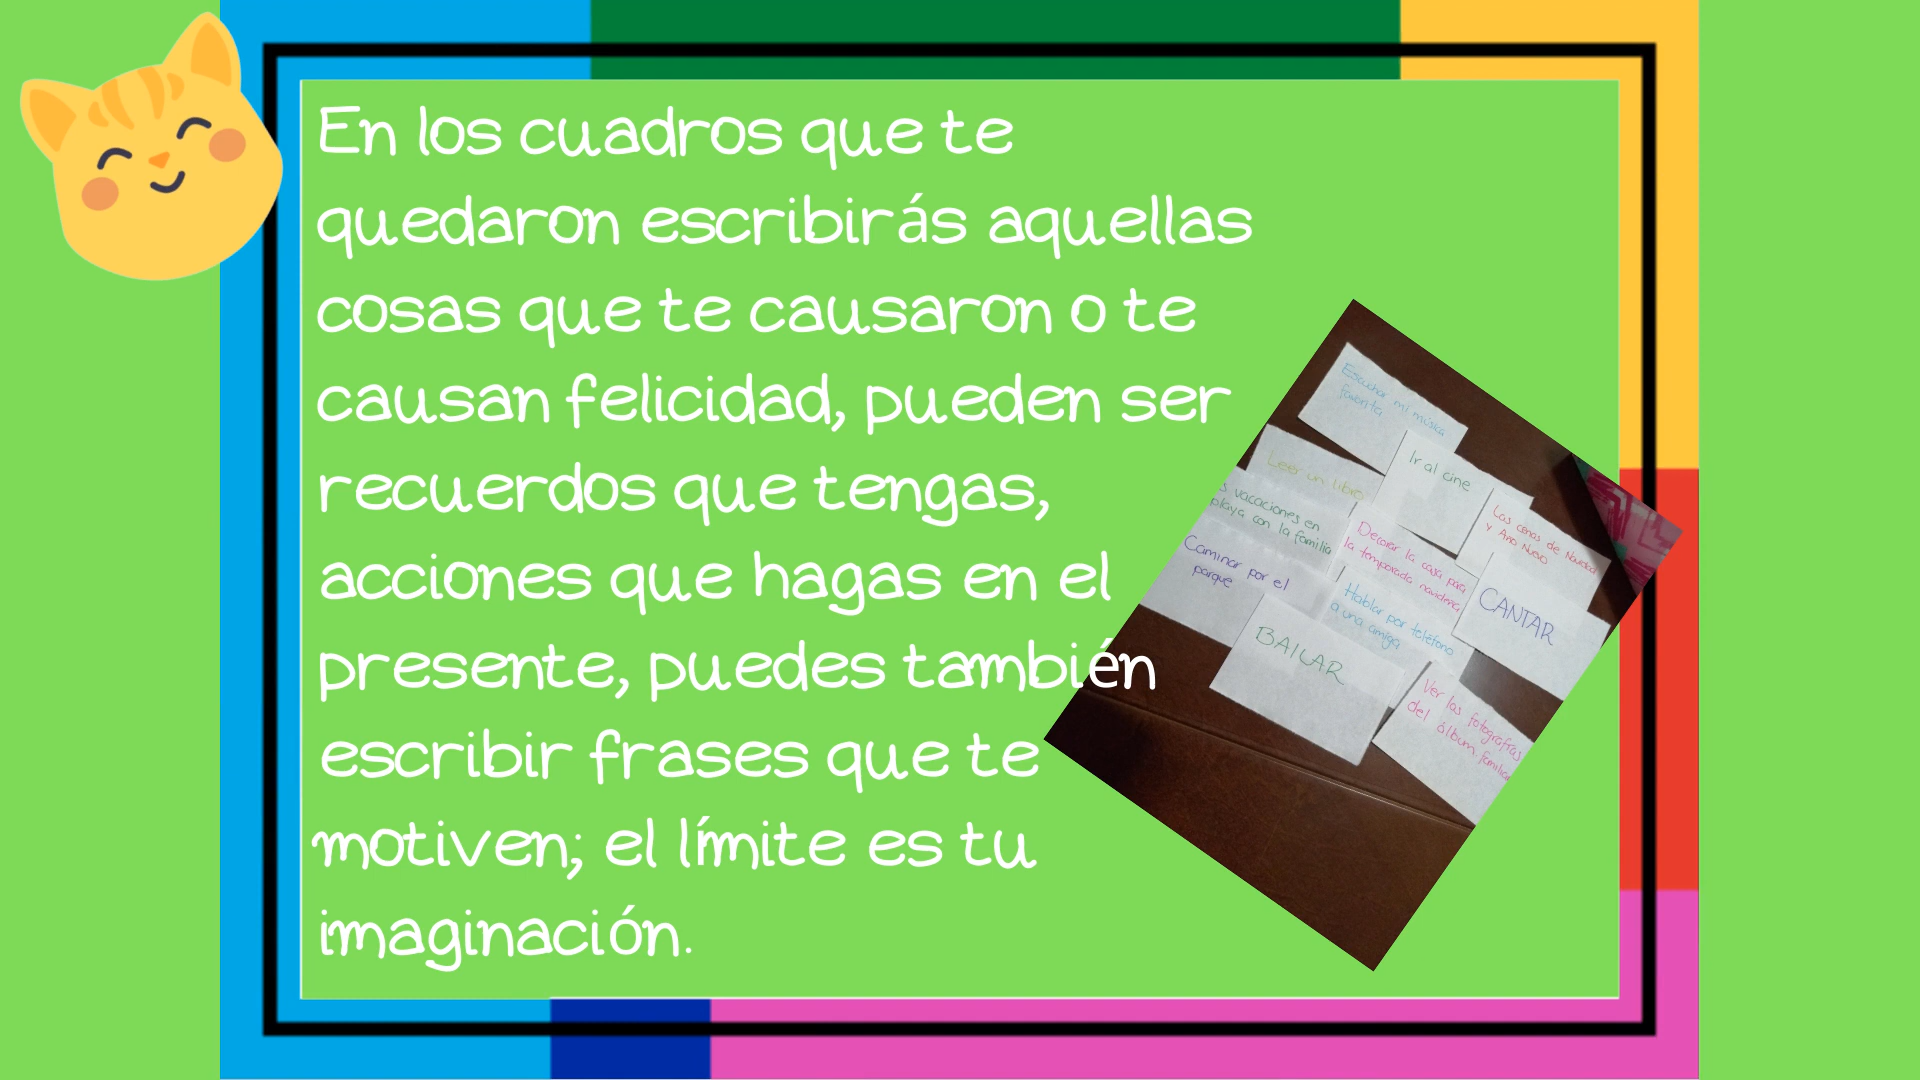 En los cuadros que te
quedaron escribirás aquellas
cosas que te causaron o te
causan felicidad, pueden ser
recuerdos que tengas,
acciones que hagas en el
presente, puedes también
escribir frases que te
motiven; el límite es tu
imaginación.
Escuchar mi música
favorita
Leer un libro
Ir al cine
s vacaciones en
playa con la familia
Las cenas de Navidad
y Año Nuevo
Decorar la casa para
la temporada navideña
Caminar por el
parque
Hablar por teléfono
a una amiga
CANTAR
BAILAR
Ver las fotografías
del álbum familiar